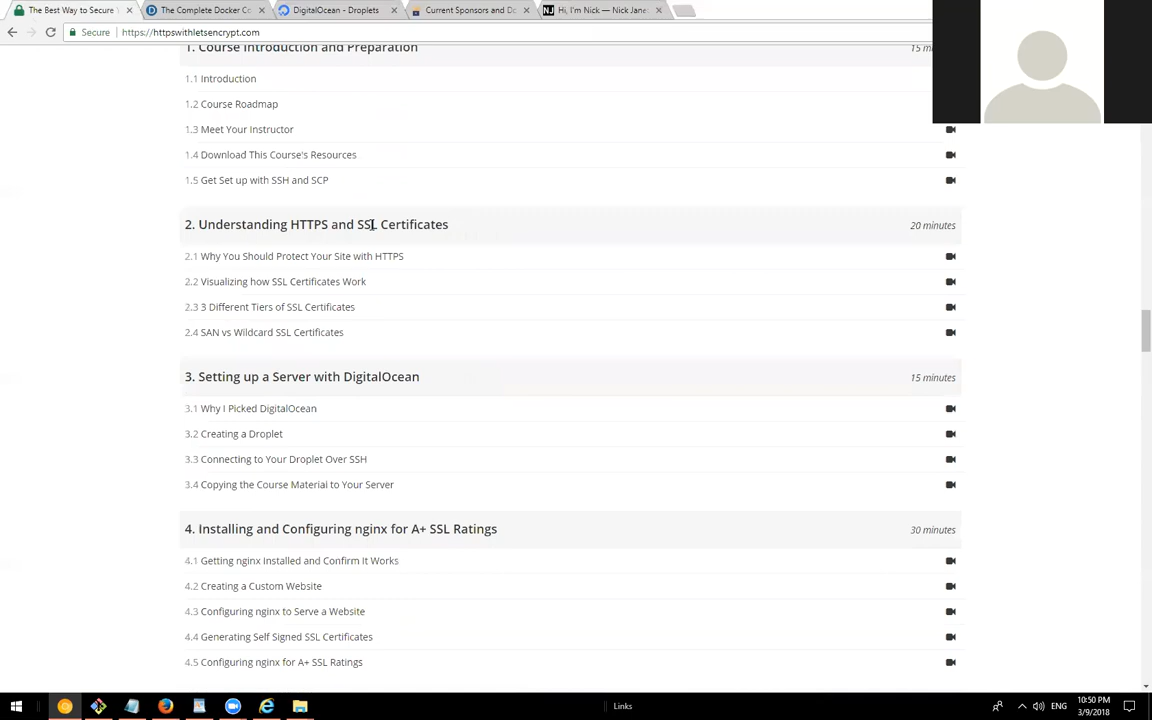 The Best Way to Secure
The Complete Docker Co
DigitalOcean - Droplets
Current Sponsors and Do
Hi, I'm Nick — Nick Jane
Secure
https://httpswithletsencrypt.com
1. Course Introduction and Preparation
15
1.1 Introduction
1.2 Course Roadmap
1.3 Meet Your Instructor
1.4 Download This Course's Resources
1.5 Get Set up with SSH and SCP
2. Understanding HTTPS and SSL Certificates
20 minutes
2.1 Why You Should Protect Your Site with HTTPS
2.2 Visualizing how SSL Certificates Work
2.3 3 Different Tiers of SSL Certificates
2.4 SAN vs Wildcard SSL Certificates
3. Setting up a Server with DigitalOcean
15 minutes
3.1 Why I Picked DigitalOcean
3.2 Creating a Droplet
3.3 Connecting to Your Droplet Over SSH
3.4 Copying the Course Material to Your Server
4. Installing and Configuring nginx for A+ SSL Ratings
30 minutes
4.1 Getting nginx Installed and Confirm It Works
4.2 Creating a Custom Website
4.3 Configuring nginx to Serve a Website
4.4 Generating Self Signed SSL Certificates
4.5 Configuring nginx for A+ SSL Ratings
Links
ENG
10:50 PM
3/9/2018